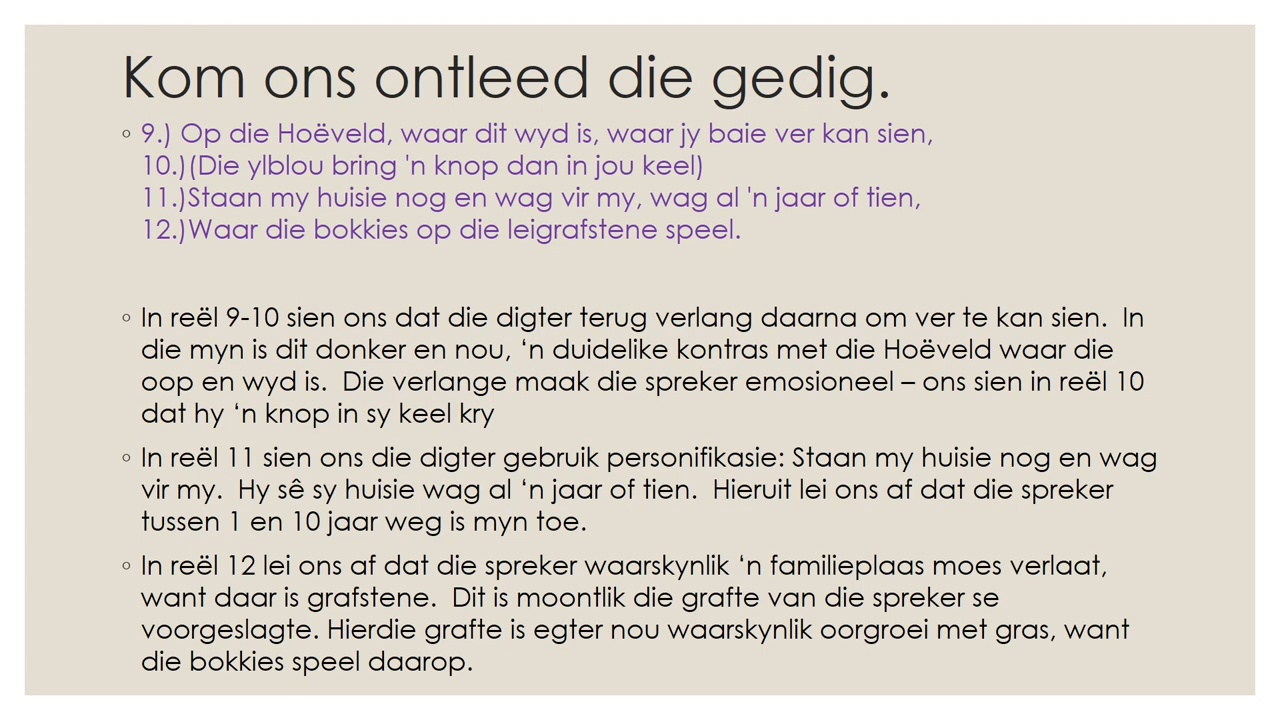 Kom ons ontleed die gedig.
◦ 9.) Op die Hoëveld, waar dit wyd is, waar jy baie ver kan sien,
10.)(Die ylblou bring 'n knop dan in jou keel)
11.)Staan my huisie nog en wag vir my, wag al 'n jaar of tien,
12.)Waar die bokkies op die leigrafstene speel.
◦ In reël 9-10 sien ons dat die digter terug verlang daarna om ver te kan sien.  In
die myn is dit donker en nou, ‘n duidelike kontras met die Hoëveld waar die
oop en wyd is.  Die verlange maak die spreker emosioneel – ons sien in reël 10
dat hy ‘n knop in sy keel kry
◦ In reël 11 sien ons die digter gebruik personifikasie: Staan my huisie nog en wag
vir my.  Hy sê sy huisie wag al ‘n jaar of tien.  Hieruit lei ons af dat die spreker
tussen 1 en 10 jaar weg is myn toe.
◦ In reël 12 lei ons af dat die spreker waarskynlik ‘n familieplaas moes verlaat,
want daar is grafstene.  Dit is moontlik die grafte van die spreker se
voorgeslagte. Hierdie grafte is egter nou waarskynlik oorgroei met gras, want
die bokkies speel daarop.